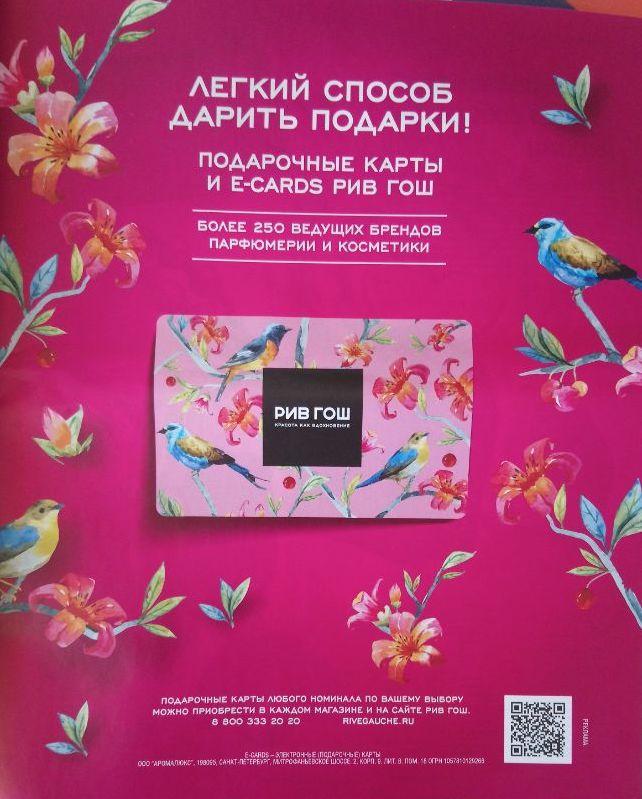 ЛЕГКИЙ СПОСОБ
ДАРИТЬ ПОДАРКИ!
ПОДАРОЧНЫЕ КАРТЫ
И E-CARDS РИВ ГОШ
БОЛЕЕ 250 ВЕДУЩИХ БРЕНДОВ
ПАРФЮМЕРИИ И КОСМЕТИКИ
РИВ ГОШ
КРАСОТА КАК ВДОХНОВЕНИЕ
ПОДАРОЧНЫЕ КАРТЫ ЛЮБОГО НОМИНАЛА ПО ВАШЕМУ ВЫБОРУ
МОЖНО ПРИОБРЕСТИ В КАЖДОМ МАГАЗИНЕ И НА САЙТЕ РИВ ГОШ.
8 800 333 20 20 RIVEGAUCHE.RU
РЕКЛАМА
E-CARDS – ЭЛЕКТРОННЫЕ (ПОДАРОЧНЫЕ) КАРТЫ
ООО "АРОМАЛЮКС", 198095, САНКТ-ПЕТЕРБУРГ, МИТРОФАНЬЕВСКОЕ ШОССЕ, 2, КОРП. 9, ЛИТ. В, ПОМ. 18 ОГРН 1057810129266